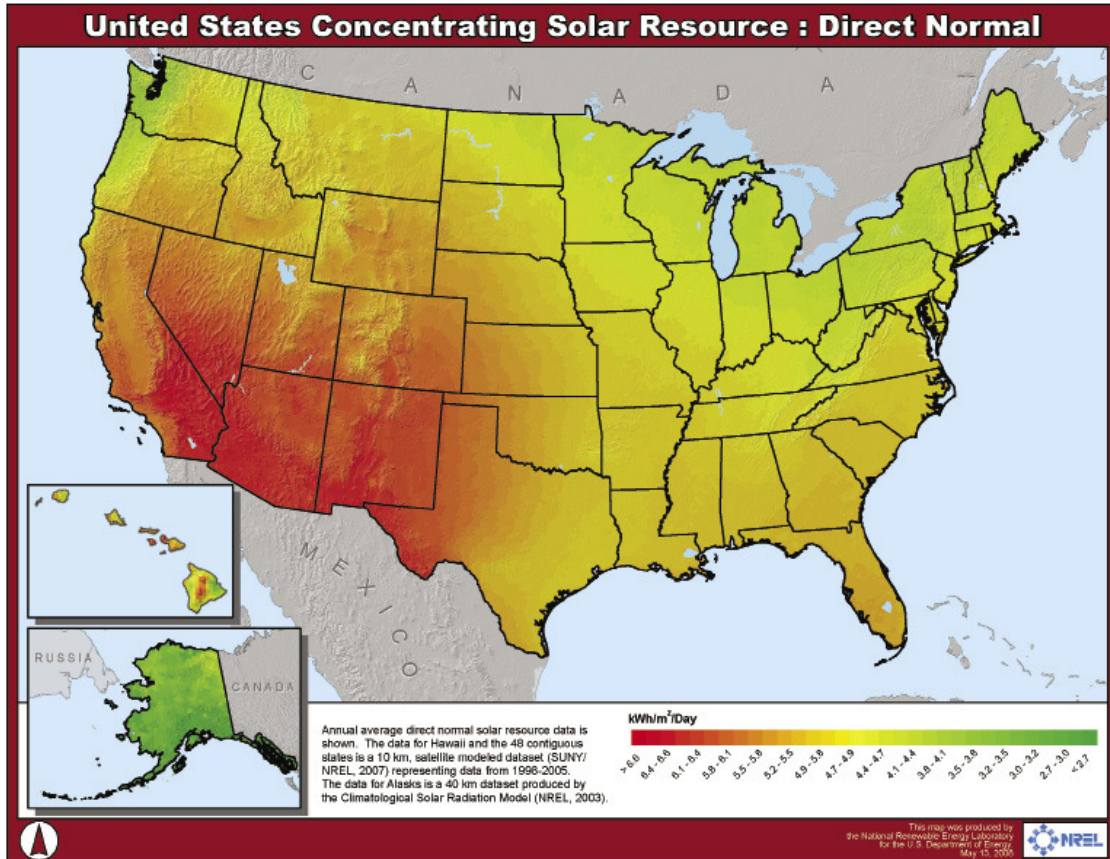 United States Concentrating Solar Resource : Direct Normal
CANADA
MEXICO
RUSSIA
CANADA
Annual average direct normal solar resource data is
shown. The data for Hawaii and the 48 contiguous
states is a 10 km, satellite modeled dataset (SUNY/
NREL, 2007) representing data from 1998-2005.
The data for Alasks is a 40 km dataset produced by
the Climatological Solar Radiation Model (NREL, 2003).
kWh/m²/Day
> 6.6
6.4 - 6.6
6.1 - 6.4
5.8 - 6.1
5.5 - 5.8
5.2 - 5.5
4.9 - 5.2
4.7 - 4.9
4.4 - 4.7
4.1 - 4.4
3.8 - 4.1
3.5 - 3.8
3.2 - 3.5
3.0 - 3.2
2.7 - 3.0
< 2.7
This map was produced by
the National Renewable Energy Laboratory
for the U.S. Department of Energy.
May 13, 2008
NREL